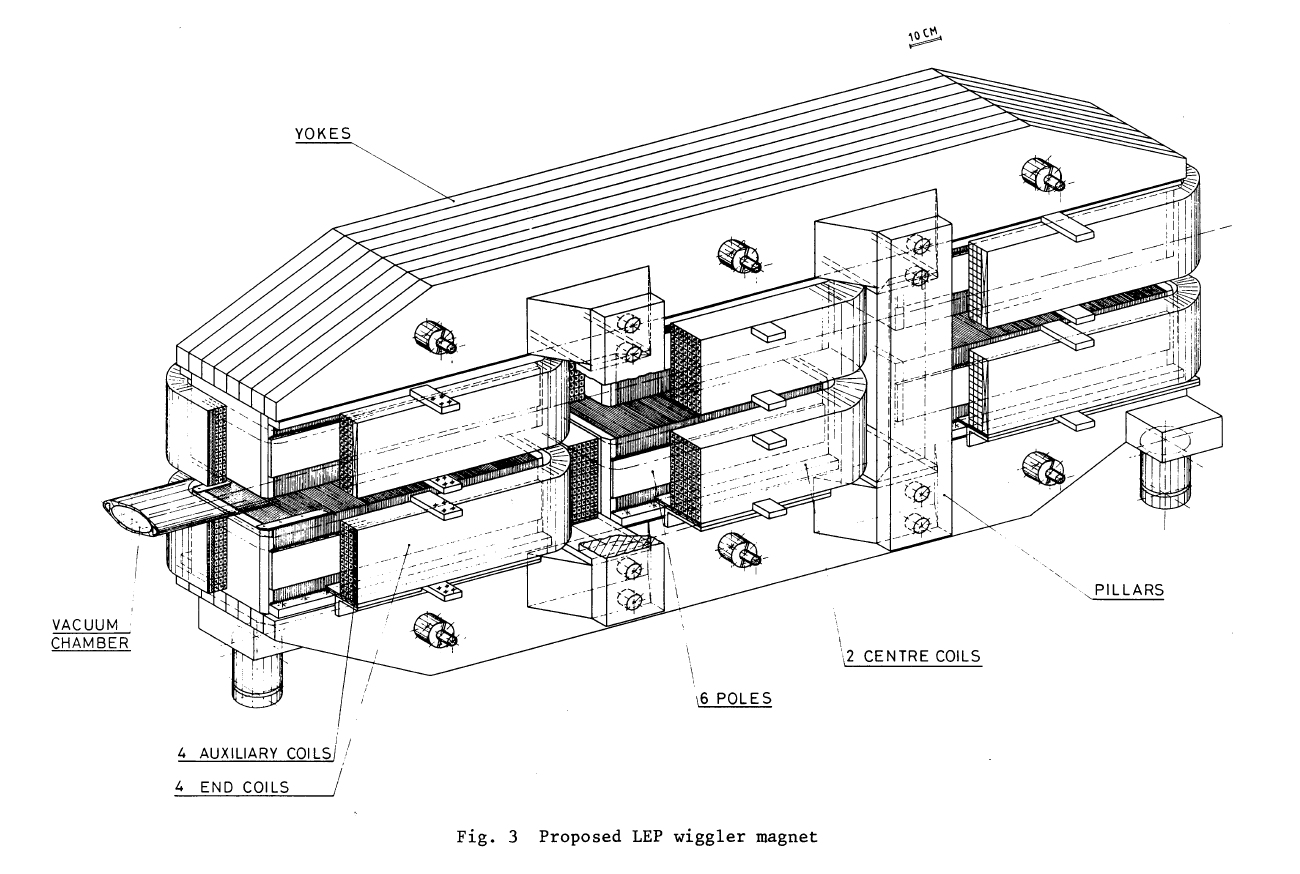 10 CM
YOKES
PILLARS
VACUUM
CHAMBER
2 CENTRE COILS
6 POLES
4 AUXILIARY COILS
4 END COILS
Fig. 3 Proposed LEP wiggler magnet